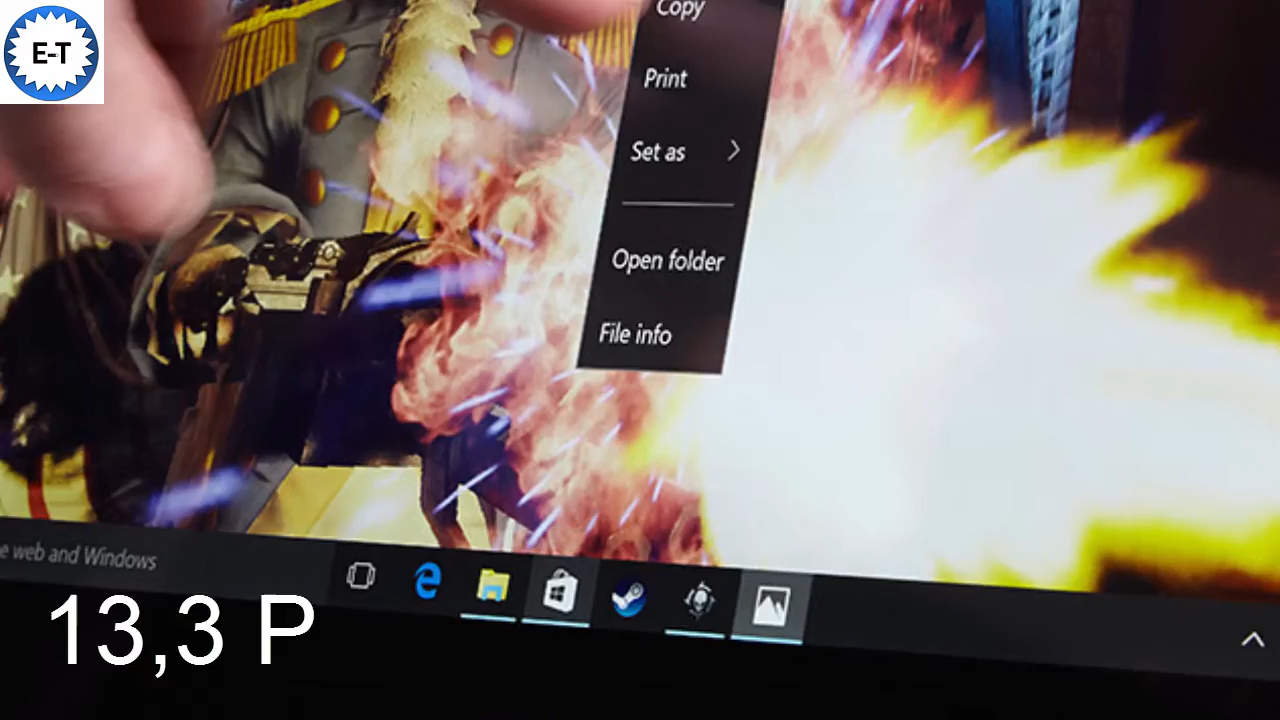 E-T
Copy
Print
Set as
Open folder
File info
e web and Windows
13,3 P